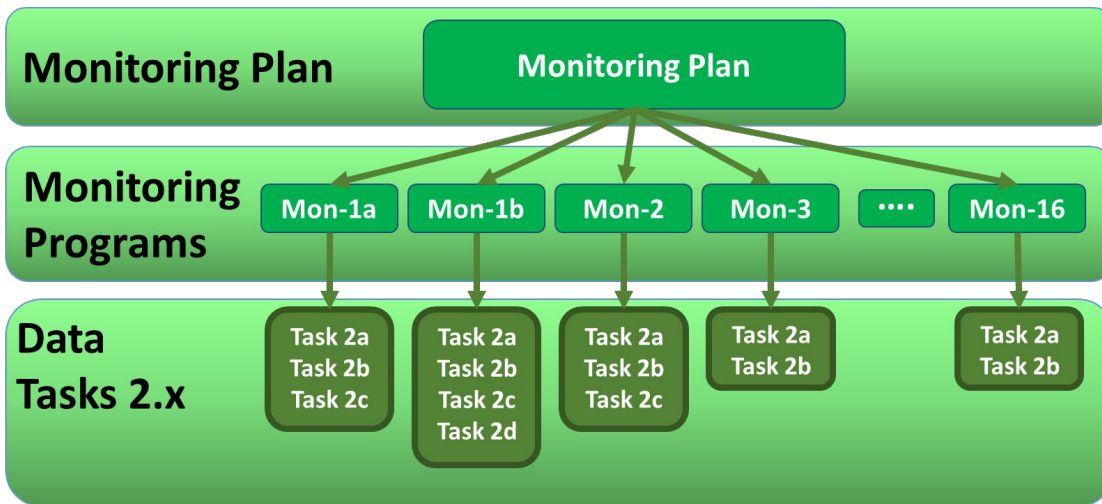 Monitoring Plan
Monitoring Plan
Monitoring
Programs
Mon-1a
Mon-1b
Mon-2
Mon-3
....
Mon-16
Data
Tasks 2.x
Task 2a
Task 2b
Task 2c
Task 2a
Task 2b
Task 2c
Task 2d
Task 2a
Task 2b
Task 2c
Task 2a
Task 2b
Task 2a
Task 2b